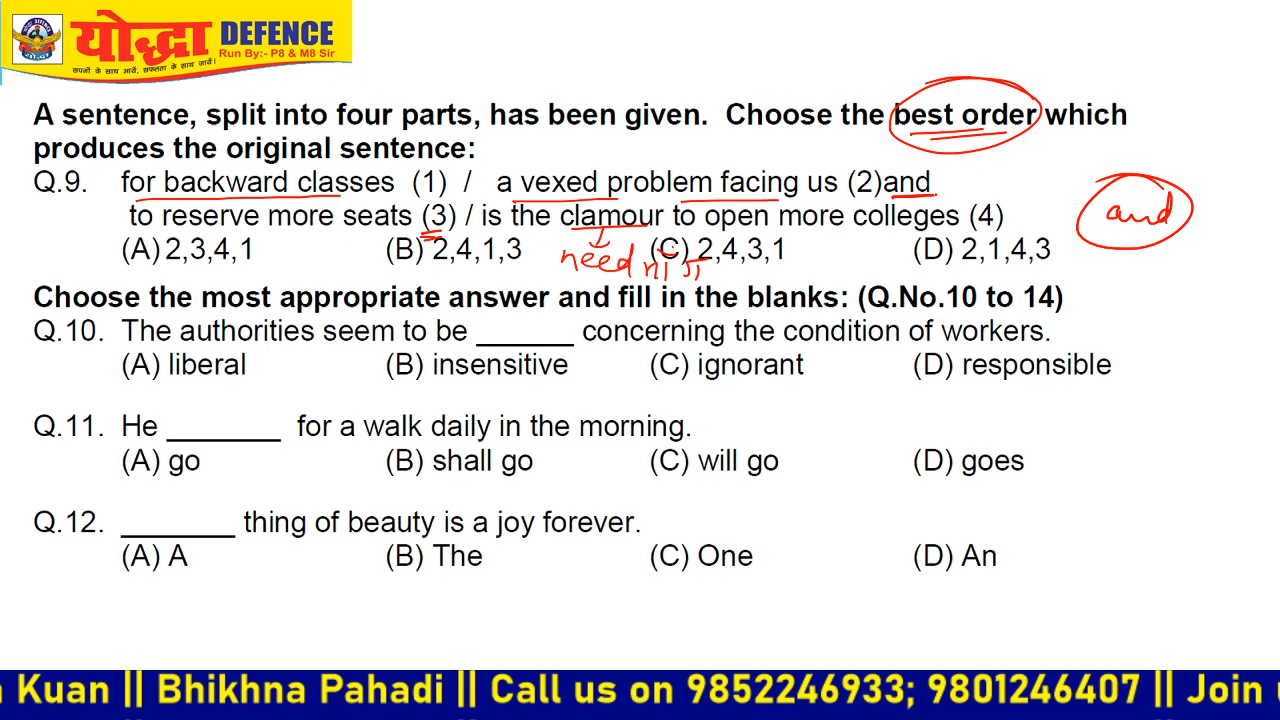 योद्धा DEFENCE
Run By:- P8 & M8 Sir
सपनों के साथ आयें, सफलता के साथ जायें।
A sentence, split into four parts, has been given. Choose the best order which
produces the original sentence:
Q.9. for backward classes (1) / a vexed problem facing us (2)and
to reserve more seats (3) / is the clamour to open more colleges (4)
and
(A) 2,3,4,1 (B) 2,4,1,3 (C) 2,4,3,1 (D) 2,1,4,3
need
Choose the most appropriate answer and fill in the blanks: (Q.No.10 to 14)
Q.10. The authorities seem to be ______ concerning the condition of workers.
(A) liberal (B) insensitive (C) ignorant (D) responsible
Q.11. He _______ for a walk daily in the morning.
(A) go (B) shall go (C) will go (D) goes
Q.12. _______ thing of beauty is a joy forever.
(A) A (B) The (C) One (D) An
Kuan || Bhikhna Pahadi || Call us on 9852246933; 9801246407 || Join